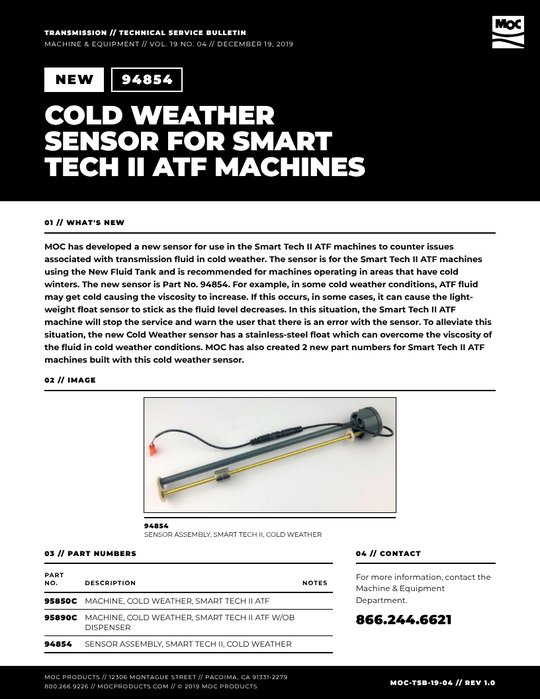 TRANSMISSION // TECHNICAL SERVICE BULLETIN
MACHINE & EQUIPMENT // VOL. 19 NO. 04 // DECEMBER 19, 2019
MOC
NEW 94854
COLD WEATHER
SENSOR FOR SMART
TECH II ATF MACHINES
01 // WHAT'S NEW
MOC has developed a new sensor for use in the Smart Tech II ATF machines to counter issues
associated with transmission fluid in cold weather. The sensor is for the Smart Tech II ATF machines
using the New Fluid Tank and is recommended for machines operating in areas that have cold
winters. The new sensor is Part No. 94854. For example, in some cold weather conditions, ATF fluid
may get cold causing the viscosity to increase. If this occurs, in some cases, it can cause the light-
weight float sensor to stick as the fluid level decreases. In this situation, the Smart Tech II ATF
machine will stop the service and warn the user that there is an error with the sensor. To alleviate this
situation, the new Cold Weather sensor has a stainless-steel float which can overcome the viscosity of
the fluid in cold weather conditions. MOC has also created 2 new part numbers for Smart Tech II ATF
machines built with this cold weather sensor.
02 // IMAGE
94854
SENSOR ASSEMBLY, SMART TECH II, COLD WEATHER
03 // PART NUMBERS
PART
NO. DESCRIPTION NOTES
95850C MACHINE, COLD WEATHER, SMART TECH II ATF
95890C MACHINE, COLD WEATHER, SMART TECH II ATF W/OB
DISPENSER
94854 SENSOR ASSEMBLY, SMART TECH II, COLD WEATHER
04 // CONTACT
For more information, contact the
Machine & Equipment
Department.
866.244.6621
MOC PRODUCTS // 12306 MONTAGUE STREET // PACOIMA, CA 91331-2279
800.266.9226 // MOCPRODUCTS.COM // © 2019 MOC PRODUCTS
MOC-TSB-19-04 // REV 1.0